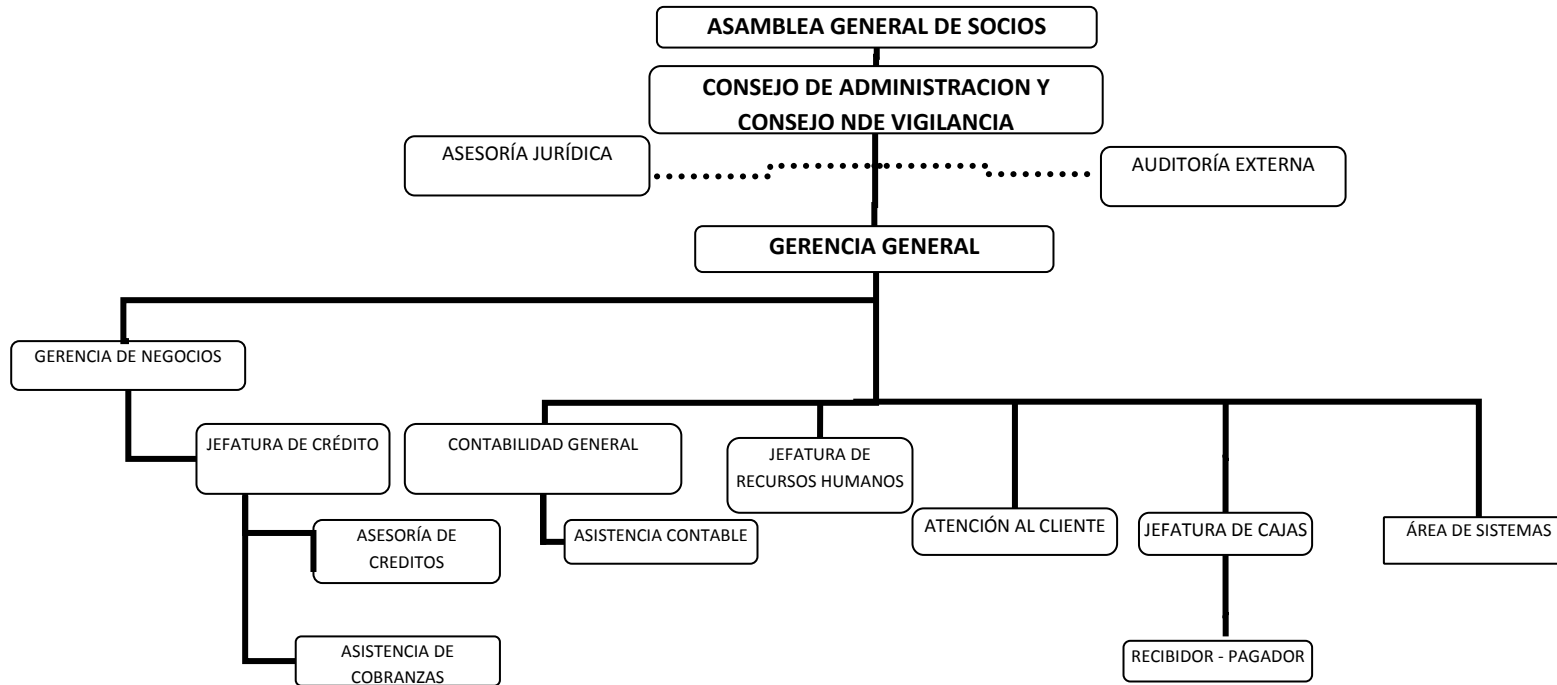 ASAMBLEA GENERAL DE SOCIOS
CONSEJO DE ADMINISTRACION Y
CONSEJO NDE VIGILANCIA
ASESORÍA JURÍDICA
AUDITORÍA EXTERNA
GERENCIA GENERAL
GERENCIA DE NEGOCIOS
JEFATURA DE CRÉDITO
CONTABILIDAD GENERAL
JEFATURA DE
RECURSOS HUMANOS
ATENCIÓN AL CLIENTE
JEFATURA DE CAJAS
ÁREA DE SISTEMAS
ASESORÍA DE
CREDITOS
ASISTENCIA CONTABLE
ASISTENCIA DE
COBRANZAS
RECIBIDOR - PAGADOR